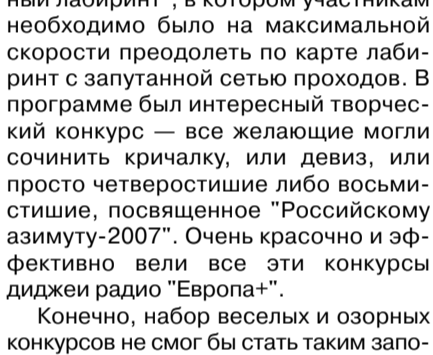 ный лабиринт", в котором участникам
необходимо было на максимальной
скорости преодолеть по карте лаби-
ринт с запутанной сетью проходов. В
программе был интересный творчес-
кий конкурс — все желающие могли
сочинить кричалку, или девиз, или
просто четверостишие либо восьми-
стишие, посвященное "Российскому
азимуту-2007". Очень красочно и эф-
фективно вели все эти конкурсы
диджеи радио "Европа+".
Конечно, набор веселых и озорных
конкурсов не смог бы стать таким запо-